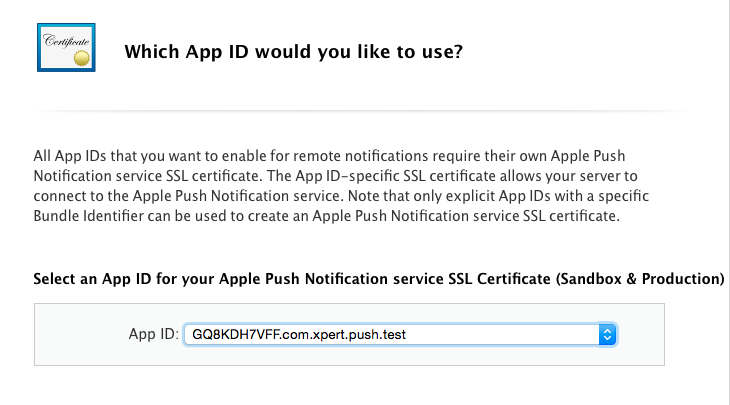 Certificate
Which App ID would you like to use?
All App IDs that you want to enable for remote notifications require their own Apple Push
Notification service SSL certificate. The App ID-specific SSL certificate allows your server to
connect to the Apple Push Notification service. Note that only explicit App IDs with a specific
Bundle Identifier can be used to create an Apple Push Notification service SSL certificate.
Select an App ID for your Apple Push Notification service SSL Certificate (Sandbox & Production)
App ID: GQ8KDH7VFF.com.xpert.push.test